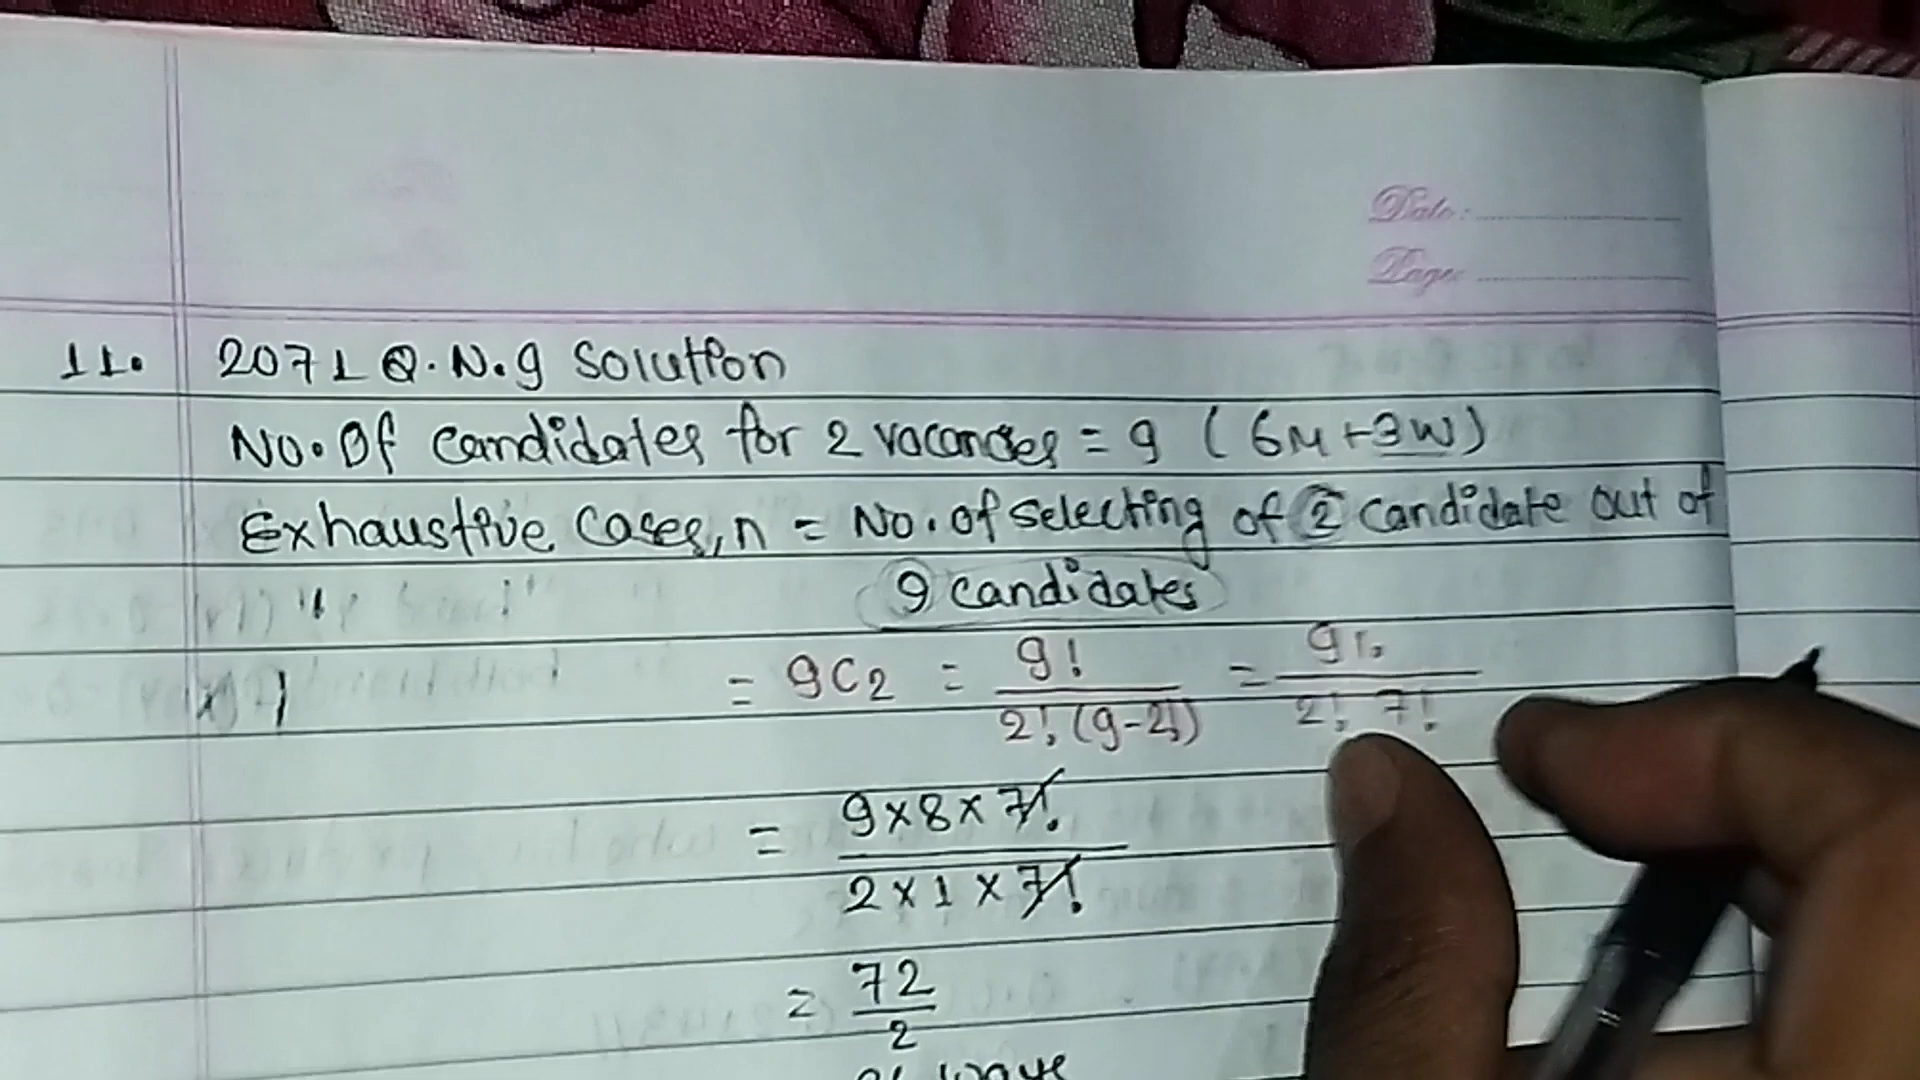 Date:
Page:
11. 2071 Q.N.9 Solution
No. Of candidates for 2 vacancies = 9 (6M+3W)
Exhaustive cases, n = No. of selecting of 2 candidate out of
9 candidates
= 9C2 = 9! / 2! (9-2!) = 9! / 2! 7!
= 9×8×7! / 2×1×7!
= 72 / 2
ways